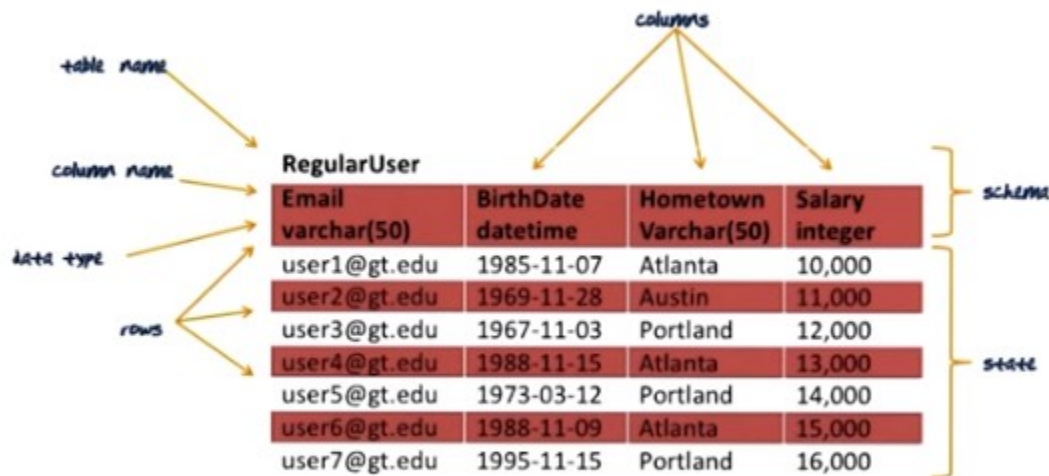 columns
table name
RegularUser
column name
Email BirthDate Hometown Salary
schema
varchar(50) datetime Varchar(50) integer
data type
user1@gt.edu 1985-11-07 Atlanta 10,000
user2@gt.edu 1969-11-28 Austin 11,000
rows
user3@gt.edu 1967-11-03 Portland 12,000
user4@gt.edu 1988-11-15 Atlanta 13,000
state
user5@gt.edu 1973-03-12 Portland 14,000
user6@gt.edu 1988-11-09 Atlanta 15,000
user7@gt.edu 1995-11-15 Portland 16,000